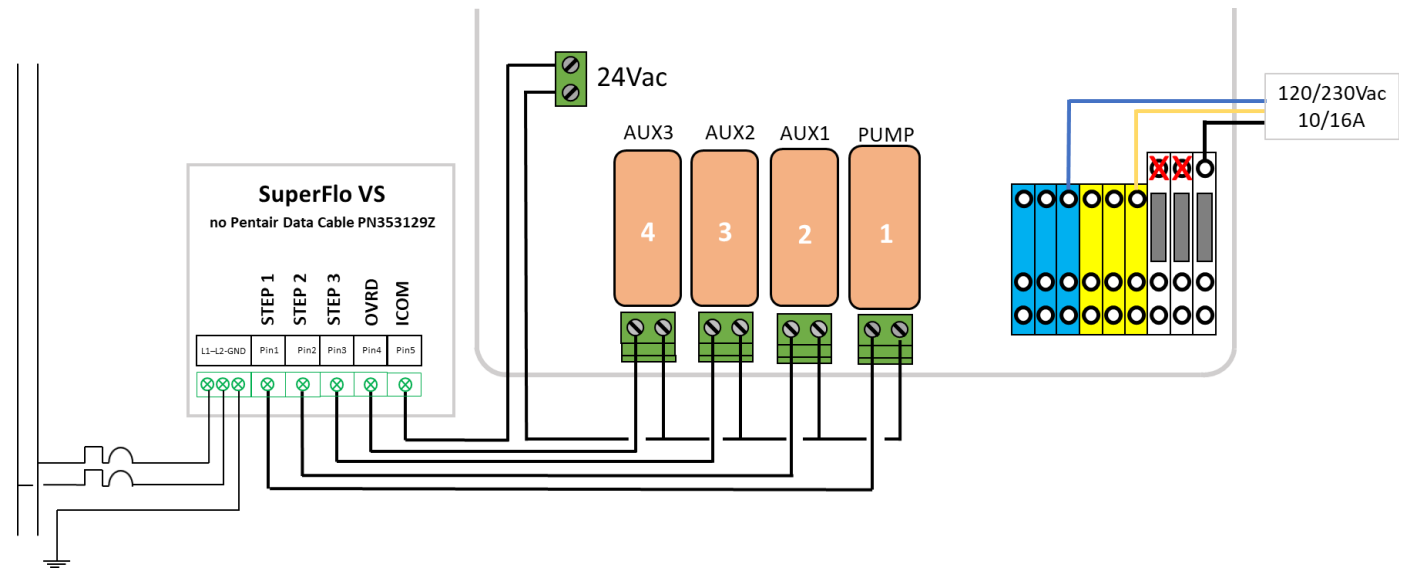 24Vac
120/230Vac
10/16A
AUX3 AUX2 AUX1 PUMP
4 3 2 1
SuperFlo VS
no Pentair Data Cable PN353129Z
STEP 1
STEP 2
STEP 3
OVRD
ICOM
L1–L2-GND Pin1 Pin2 Pin3 Pin4 Pin5